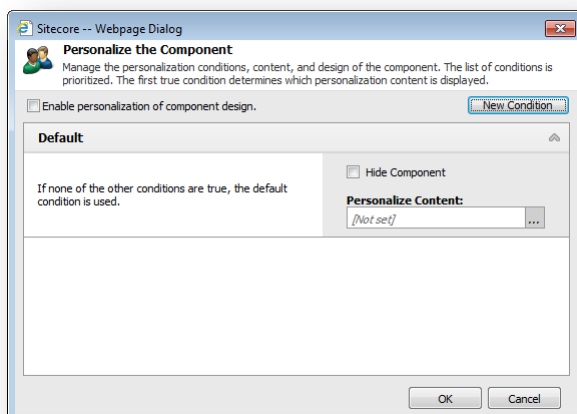 Sitecore -- Webpage Dialog
Personalize the Component
Manage the personalization conditions, content, and design of the component. The list of conditions is
prioritized. The first true condition determines which personalization content is displayed.
Enable personalization of component design.
New Condition
Default
If none of the other conditions are true, the default
condition is used.
Hide Component
Personalize Content:
[Not set]
...
OK
Cancel